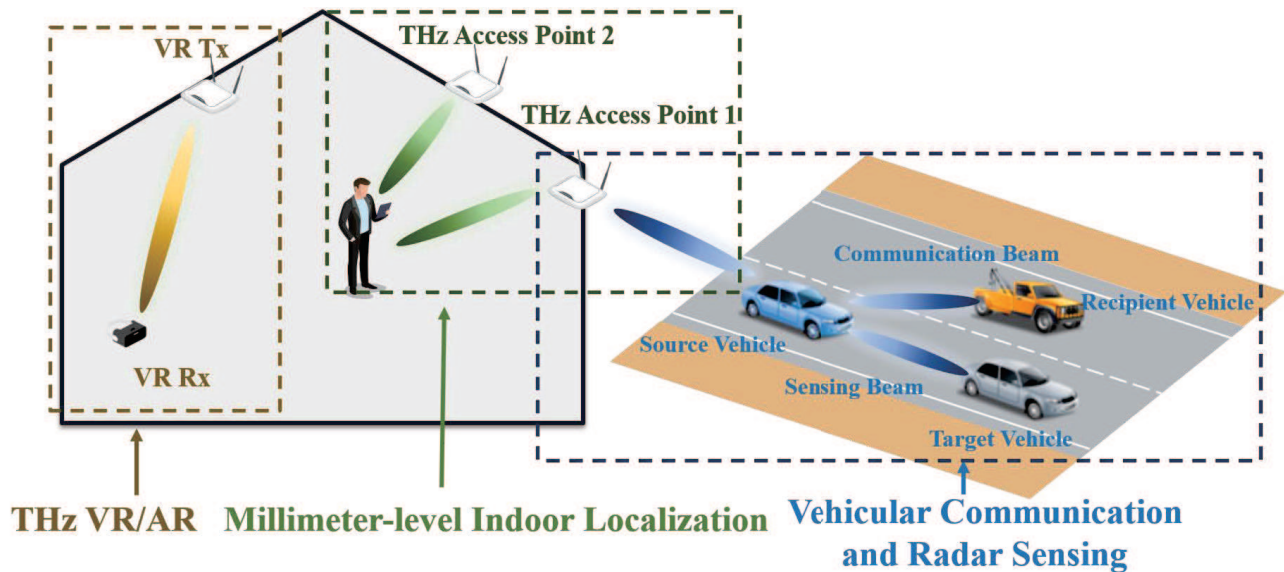 VR Tx
THz Access Point 2
THz Access Point 1
VR Rx
Communication Beam
Recipient Vehicle
Source Vehicle
Sensing Beam
Target Vehicle
THz VR/AR
Millimeter-level Indoor Localization
Vehicular Communication
and Radar Sensing